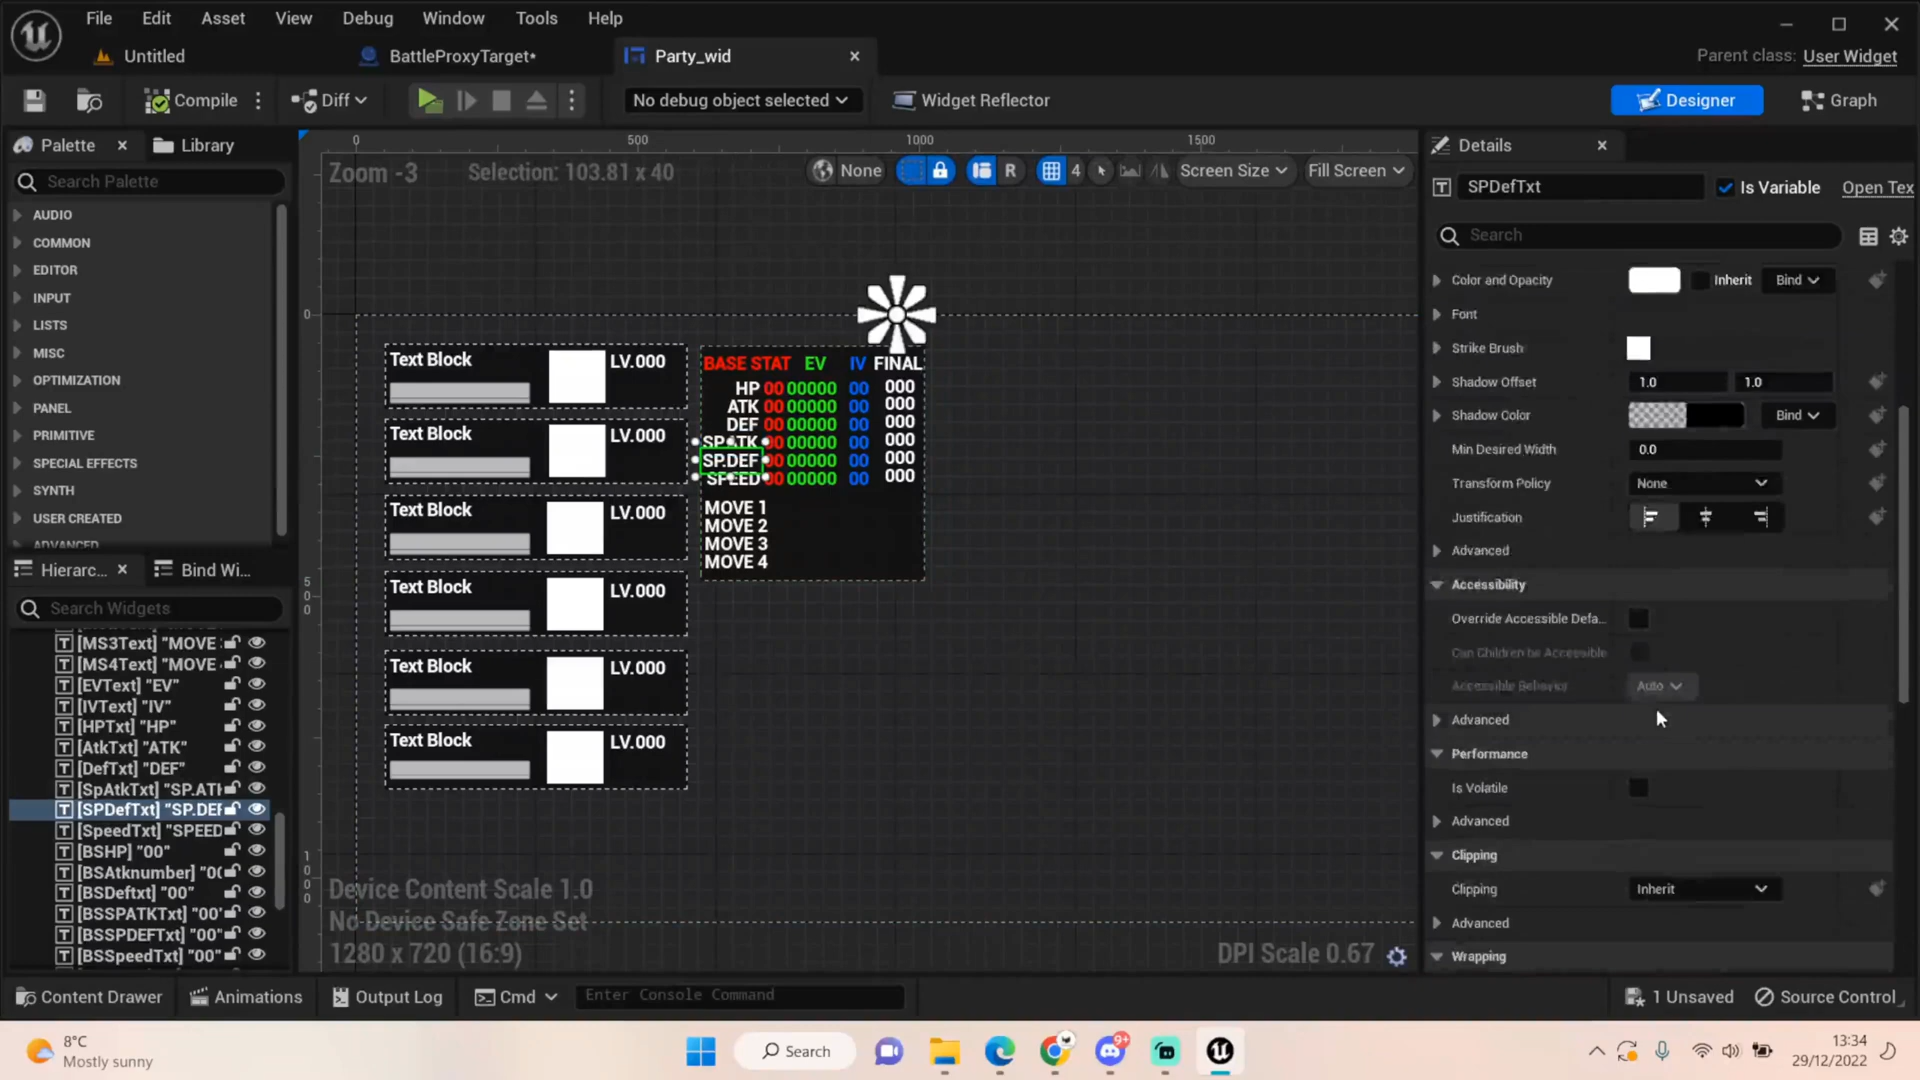 File Edit Asset View Debug Window Tools Help
Untitled BattleProxyTarget* Party_wid Parent class: User Widget
Compile Diff No debug object selected Widget Reflector Designer Graph
Palette Library
Search Palette
AUDIO
COMMON
EDITOR
INPUT
LISTS
MISC
OPTIMIZATION
PANEL
PRIMITIVE
SPECIAL EFFECTS
SYNTH
USER CREATED
ADVANCED
Hierarc... Bind Wi...
Search Widgets
[MS3Text] "MOVE
[MS4Text] "MOVE
[EVText] "EV"
[IVText] "IV"
[HPTxt] "HP"
[AtkTxt] "ATK"
[DefTxt] "DEF"
[SpAtkTxt] "SP.ATK
[SPDefTxt] "SP.DEF
[SpeedTxt] "SPEED
[BSHP] "00"
[BSAtknumber] "00
[BSDeftxt] "00"
[BSSPATKTxt] "00"
[BSSPDEFTxt] "00"
[BSSpeedTxt] "00"
0 500 1000 1500
Zoom -3 Selection: 103.81 x 40 None R 4 Screen Size Fill Screen
0
500
1000
Text Block LV.000
Text Block LV.000
Text Block LV.000
Text Block LV.000
Text Block LV.000
Text Block LV.000
BASE STAT EV IV FINAL
HP 00 00000 00 000
ATK 00 00000 00 000
DEF 00 00000 00 000
SP.ATK 00 00000 00 000
SP.DEF 00 00000 00 000
SPEED 00 00000 00 000
MOVE 1
MOVE 2
MOVE 3
MOVE 4
Device Content Scale 1.0
No Device Safe Zone Set
1280 x 720 (16:9) DPI Scale 0.67
Details
SPDefTxt Is Variable Open Tex
Search
Color and Opacity Inherit Bind
Font
Strike Brush
Shadow Offset 1.0 1.0
Shadow Color Bind
Min Desired Width 0.0
Transform Policy None
Justification
Advanced
Accessibility
Override Accessible Defa...
Can Children be Accessible
Accessible Behavior Auto
Advanced
Performance
Is Volatile
Advanced
Clipping
Clipping Inherit
Advanced
Wrapping
Content Drawer Animations Output Log Cmd Enter Console Command 1 Unsaved Source Control
8°C
Mostly sunny
Search
9+
13:34
29/12/2022